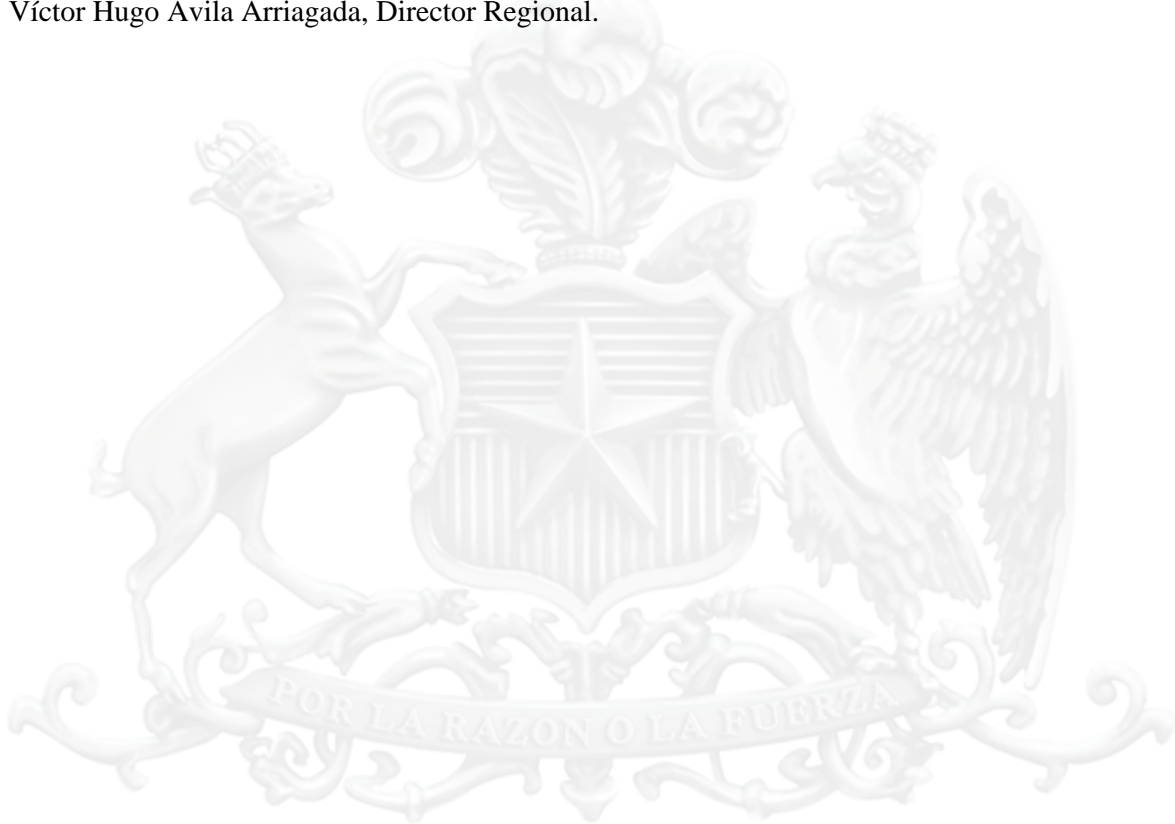 Víctor Hugo Avila Arriagada, Director Regional.
POR LA RAZON O LA FUERZA